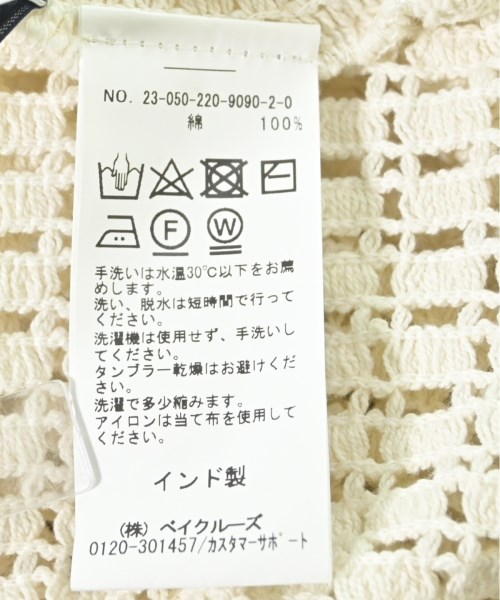 NO. 23-050-220-9090-2-0
綿 100%
F W
手洗いは水温30℃以下をお薦
めします。
洗い、脱水は短時間で行って
ください。
洗濯機は使用せず、手洗いし
てください。
タンブラー乾燥はお避けくだ
さい。
洗濯で多少縮みます。
アイロンは当て布を使用して
ください。
インド製
(株) ベイクルーズ
0120-301457/カスタマーサポート